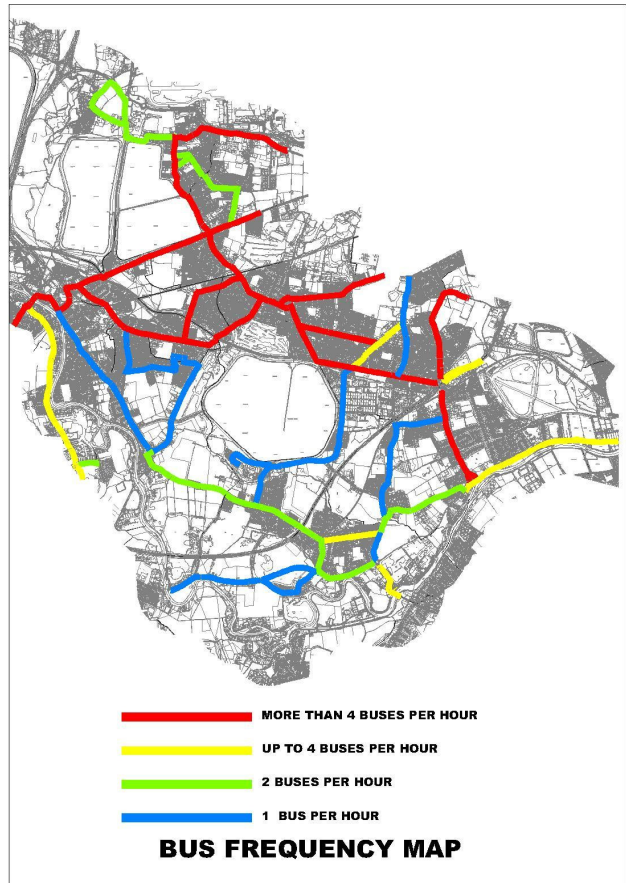 MORE THAN 4 BUSES PER HOUR
UP TO 4 BUSES PER HOUR
2 BUSES PER HOUR
1 BUS PER HOUR
BUS FREQUENCY MAP